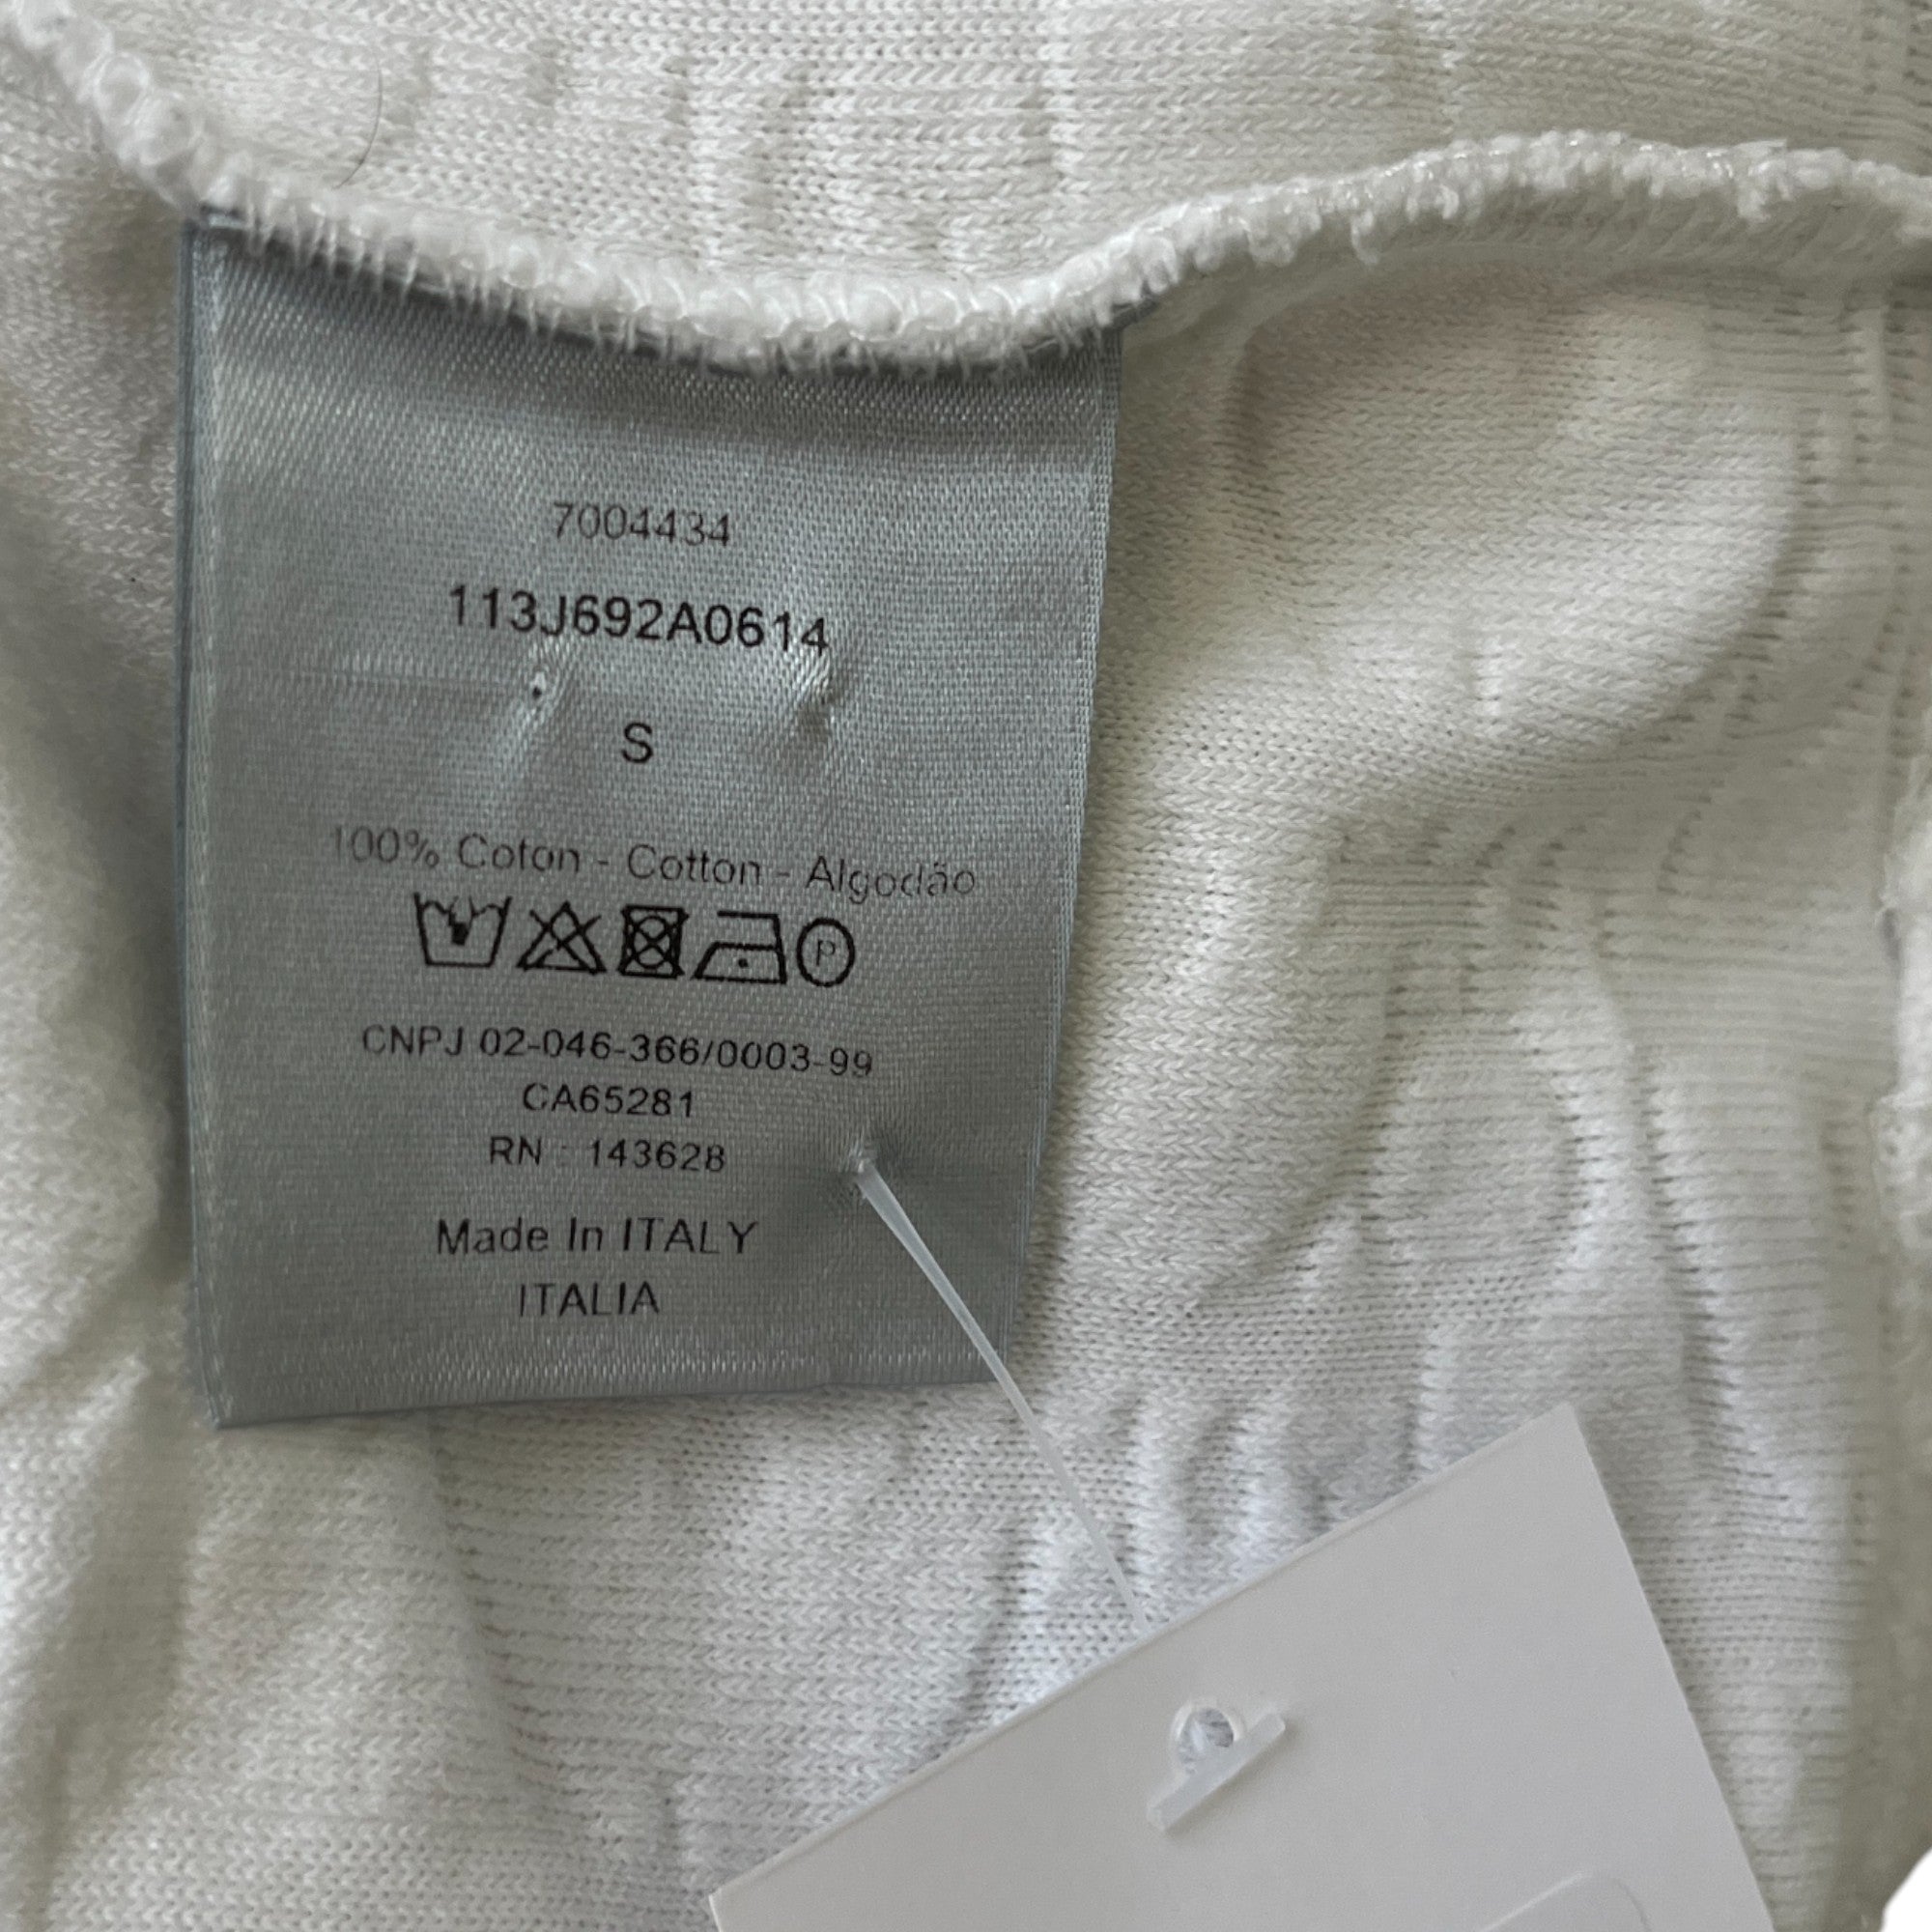 7004434
113J692A0614
S
100% Coton - Cotton - Algodão
P
CNPJ 02-046-366/0003-99
CA65281
RN : 143628
Made In ITALY
ITALIA